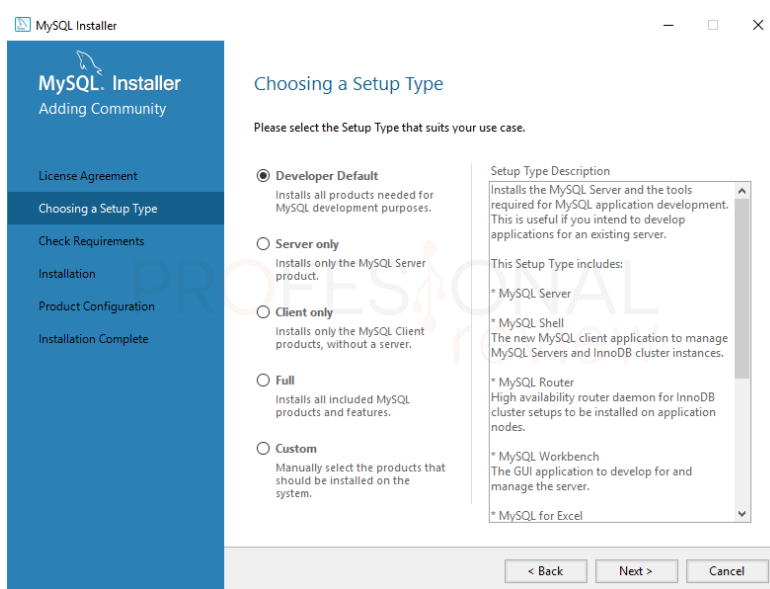 MySQL Installer
MySQL. Installer
Adding Community
License Agreement
Choosing a Setup Type
Check Requirements
Installation
Product Configuration
Installation Complete
Choosing a Setup Type
Please select the Setup Type that suits your use case.
Developer Default
Installs all products needed for
MySQL development purposes.
Server only
Installs only the MySQL Server
product.
Client only
Installs only the MySQL Client
products, without a server.
Full
Installs all included MySQL
products and features.
Custom
Manually select the products that
should be installed on the
system.
Setup Type Description
Installs the MySQL Server and the tools
required for MySQL application development.
This is useful if you intend to develop
applications for an existing server.
This Setup Type includes:
* MySQL Server
* MySQL Shell
The new MySQL client application to manage
MySQL Servers and InnoDB cluster instances.
* MySQL Router
High availability router daemon for InnoDB
cluster setups to be installed on application
nodes.
* MySQL Workbench
The GUI application to develop for and
manage the server.
* MySQL for Excel
PROFESIONAL
review
< Back
Next >
Cancel